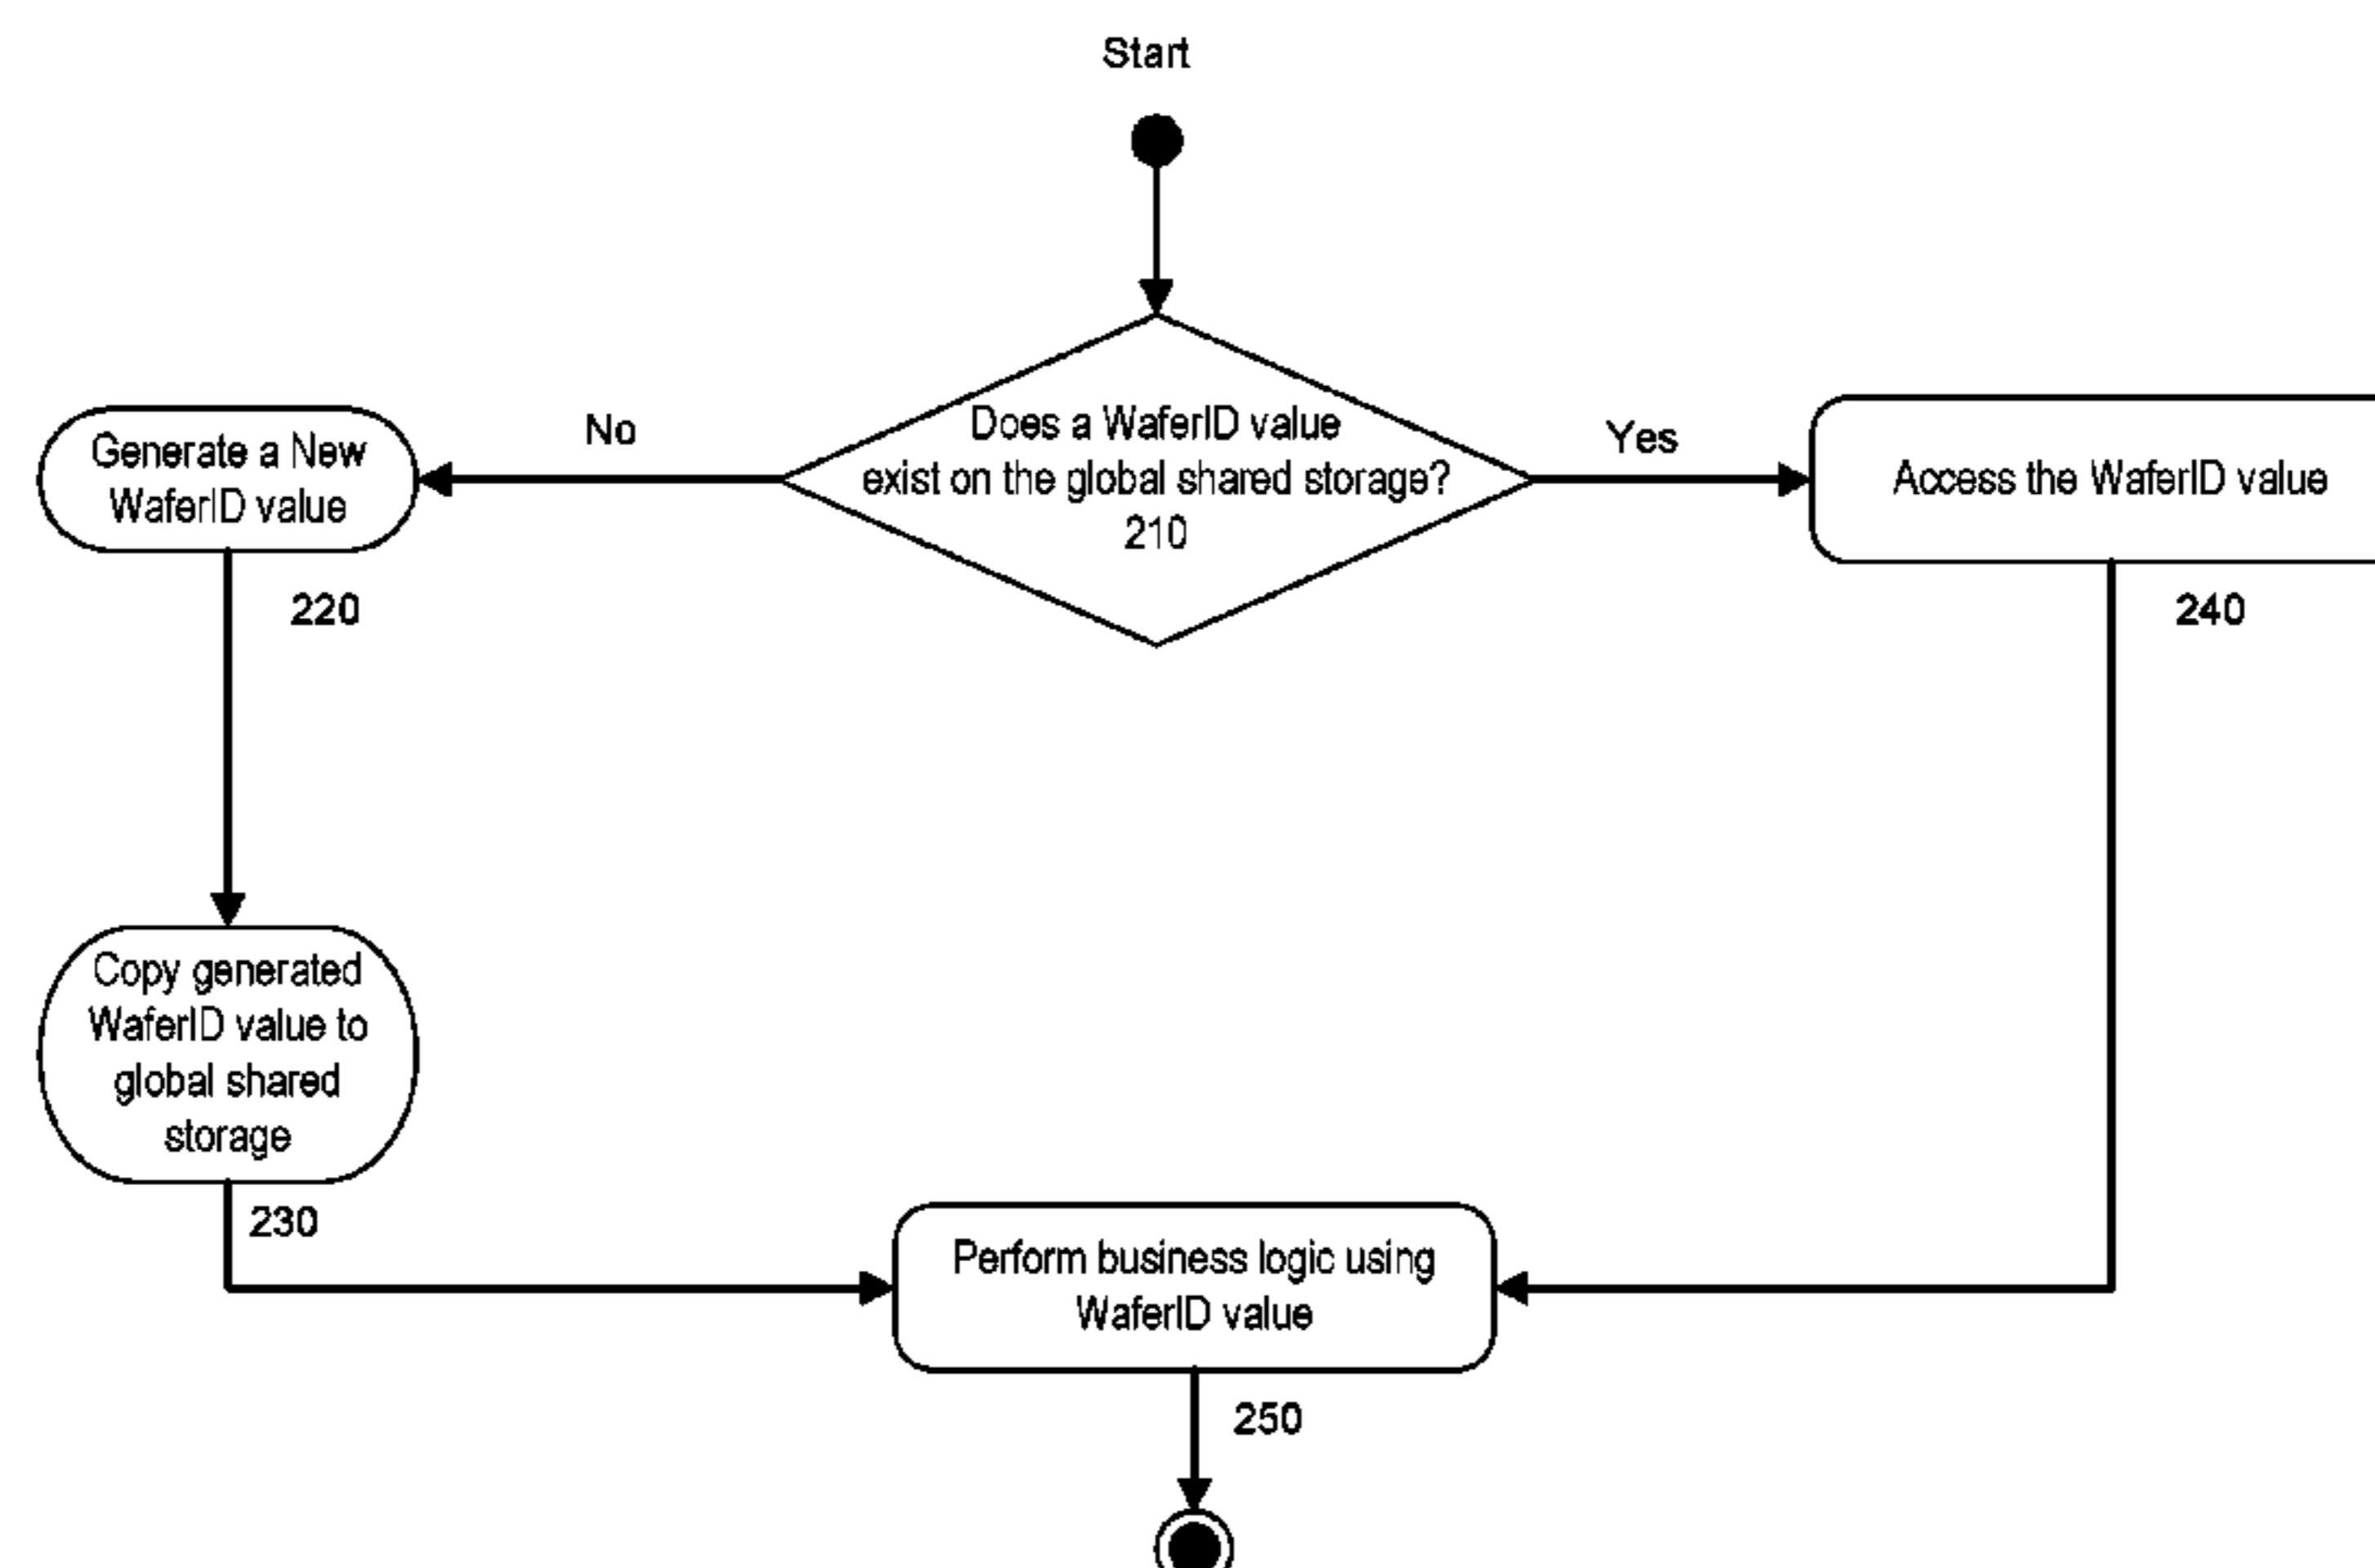 Start
Does a WaferID value
exist on the global shared storage?
210
No
Yes
Generate a New
WaferID value
220
Access the WaferID value
240
Copy generated
WaferID value to
global shared
storage
230
Perform business logic using
WaferID value
250